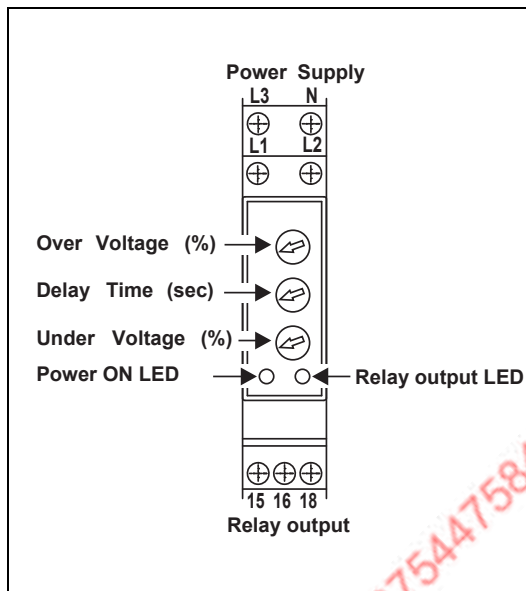 Power Supply
L3 N
L1 L2
Over Voltage (%)
Delay Time (sec)
Under Voltage (%)
Power ON LED
Relay output LED
15 16 18
Relay output
75447584